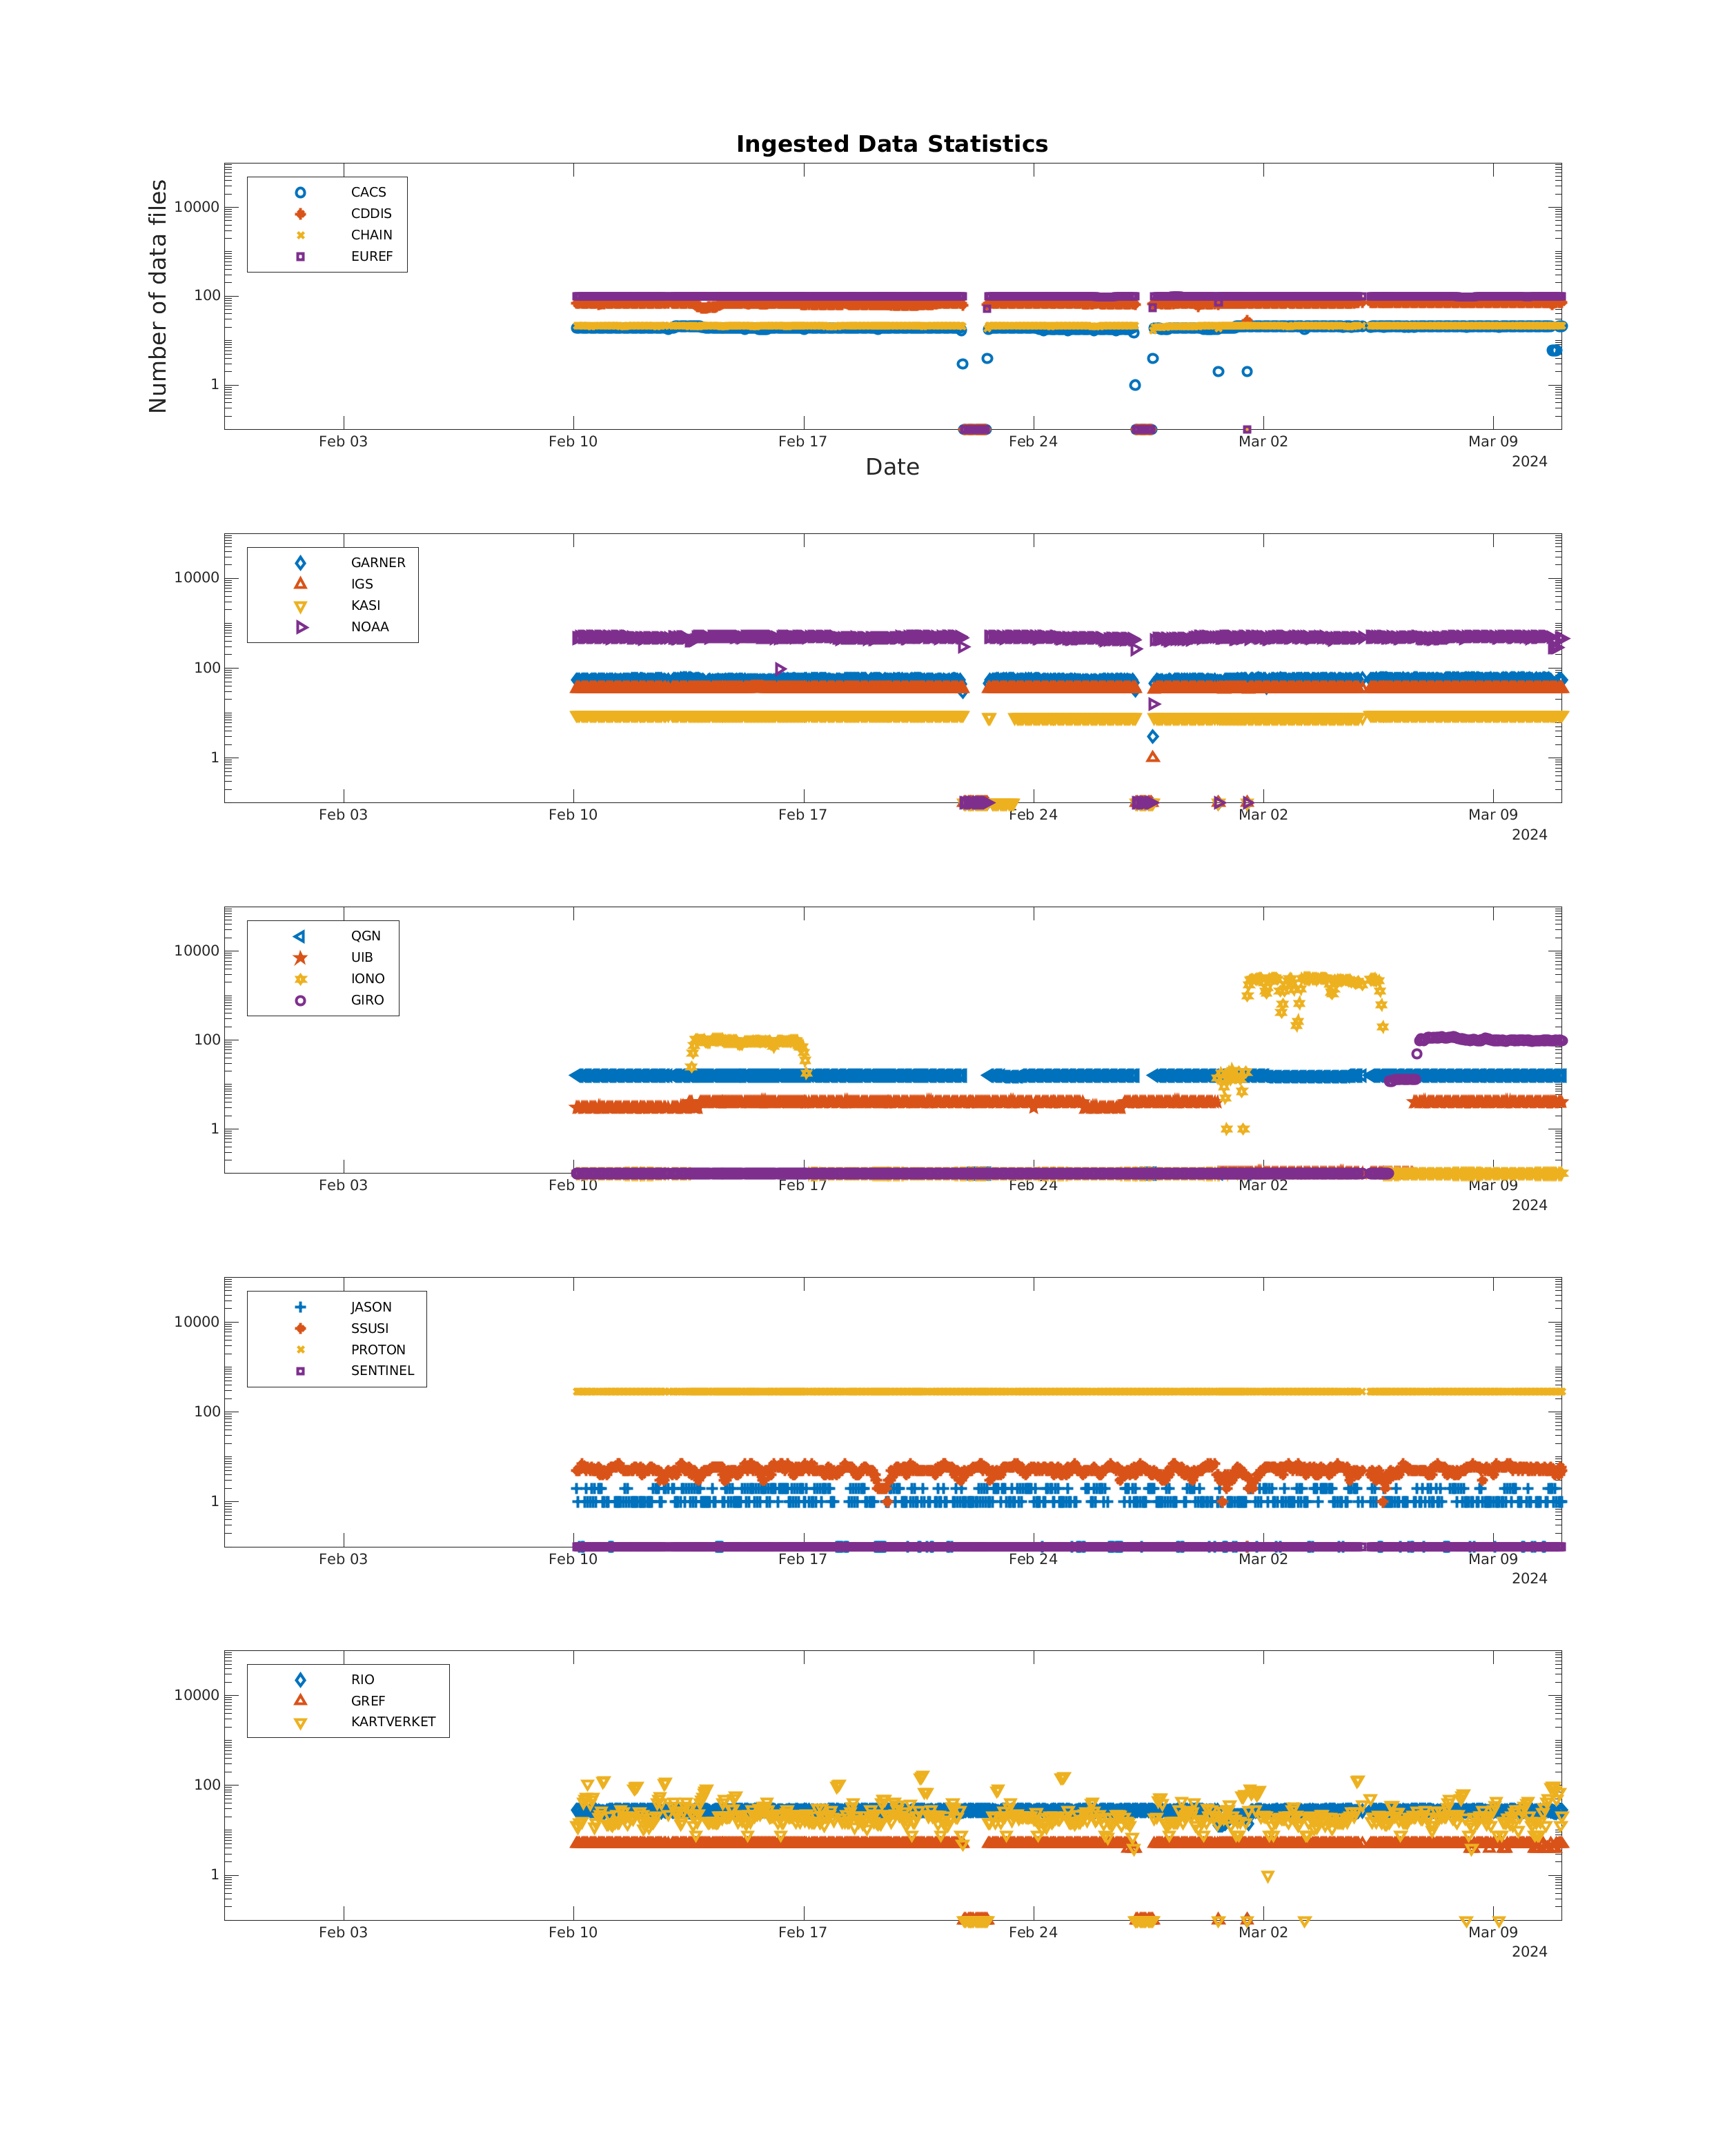 Ingested Data Statistics
Number of data files
CACS
CDDIS
CHAIN
EUREF
10000
100
1
Feb 03 Feb 10 Feb 17 Feb 24 Mar 02 Mar 09
2024
Date
GARNER
IGS
KASI
NOAA
10000
100
1
Feb 03 Feb 10 Feb 17 Feb 24 Mar 02 Mar 09
2024
QGN
UIB
IONO
GIRO
10000
100
1
Feb 03 Feb 10 Feb 17 Feb 24 Mar 02 Mar 09
2024
JASON
SSUSI
PROTON
SENTINEL
10000
100
1
Feb 03 Feb 10 Feb 17 Feb 24 Mar 02 Mar 09
2024
RIO
GREF
KARTVERKET
10000
100
1
Feb 03 Feb 10 Feb 17 Feb 24 Mar 02 Mar 09
2024